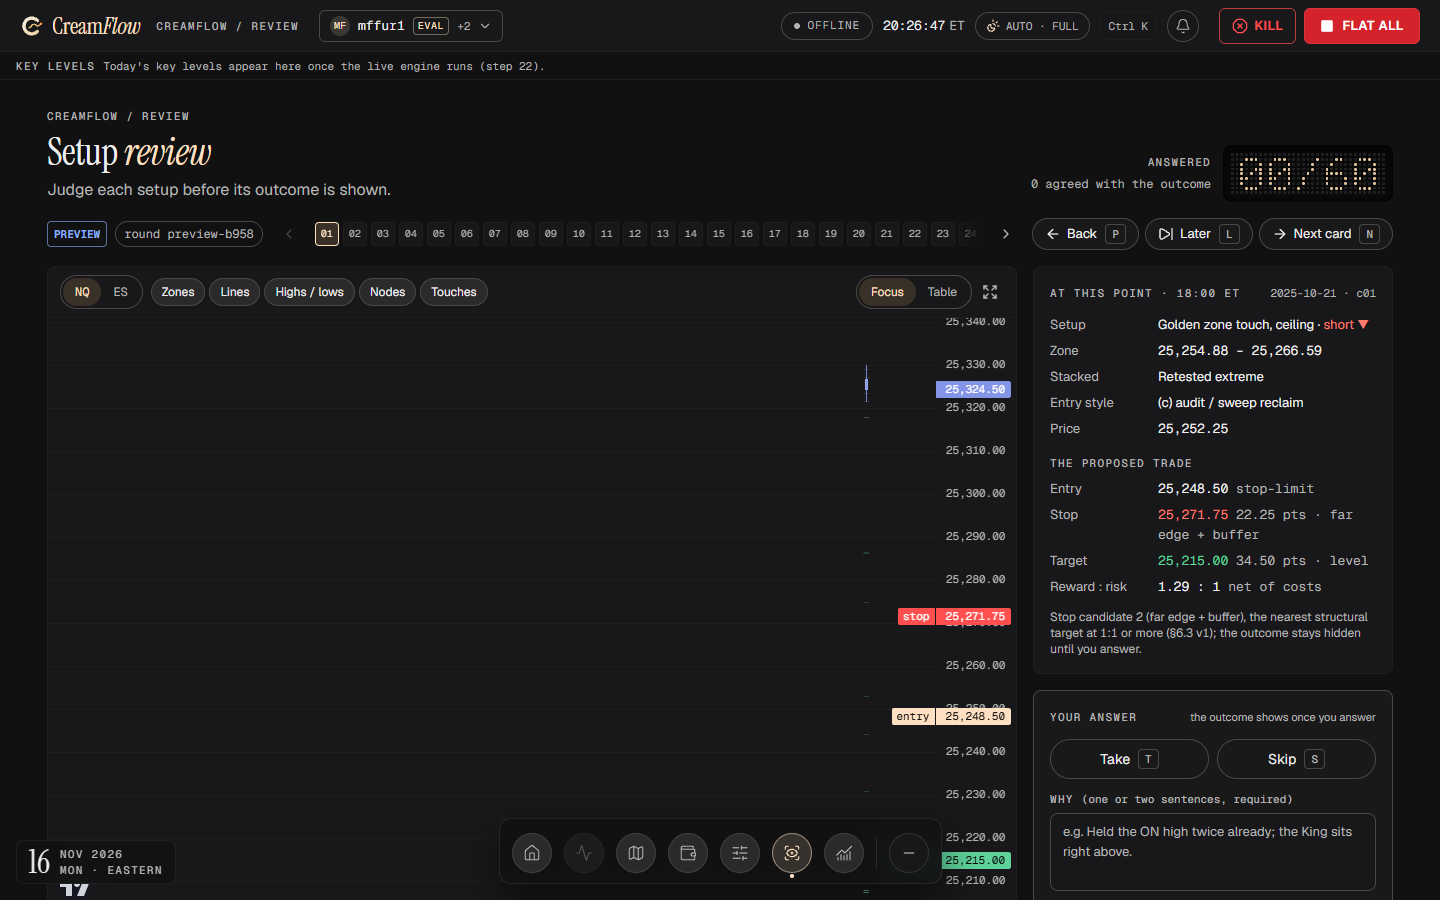 CreamFlow CREAMFLOW / REVIEW MF mffur1 EVAL +2 OFFLINE 20:26:47 ET AUTO · FULL Ctrl K KILL FLAT ALL
KEY LEVELS Today's key levels appear here once the live engine runs (step 22).
CREAMFLOW / REVIEW
Setup review
Judge each setup before its outcome is shown.
ANSWERED
0 agreed with the outcome
00/60
PREVIEW round preview-b958 01 02 03 04 05 06 07 08 09 10 11 12 13 14 15 16 17 18 19 20 21 22 23 24
Back P Later L Next card N
NQ ES Zones Lines Highs / lows Nodes Touches Focus Table
25,340.00
25,330.00
25,324.50
25,320.00
25,310.00
25,300.00
25,290.00
25,280.00
stop 25,271.75
25,260.00
entry 25,248.50
25,240.00
25,230.00
25,220.00
25,215.00
25,210.00
AT THIS POINT · 18:00 ET 2025-10-21 · c01
Setup Golden zone touch, ceiling · short ▼
Zone 25,254.88 – 25,266.59
Stacked Retested extreme
Entry style (c) audit / sweep reclaim
Price 25,252.25
THE PROPOSED TRADE
Entry 25,248.50 stop-limit
Stop 25,271.75 22.25 pts · far
edge + buffer
Target 25,215.00 34.50 pts · level
Reward : risk 1.29 : 1 net of costs
Stop candidate 2 (far edge + buffer), the nearest structural
target at 1:1 or more (§6.3 v1); the outcome stays hidden
until you answer.
YOUR ANSWER the outcome shows once you answer
Take T Skip S
WHY (one or two sentences, required)
e.g. Held the ON high twice already; the King sits
right above.
16 NOV 2026
MON · EASTERN